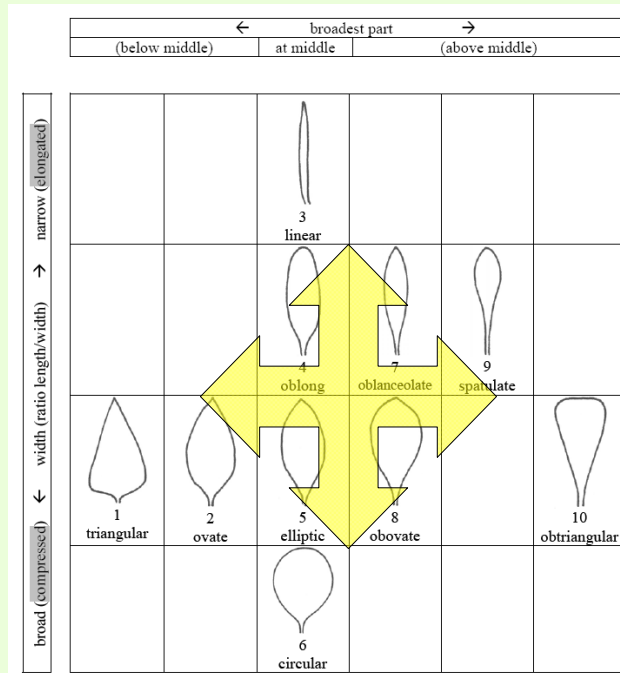 ← broadest part →
(below middle) at middle (above middle)
broad (compressed) ← width (ratio length/width) → narrow (elongated)
3
linear
4 7 9
oblong oblanceolate spatulate
1 2 5 8 10
triangular ovate elliptic obovate obtriangular
6
circular